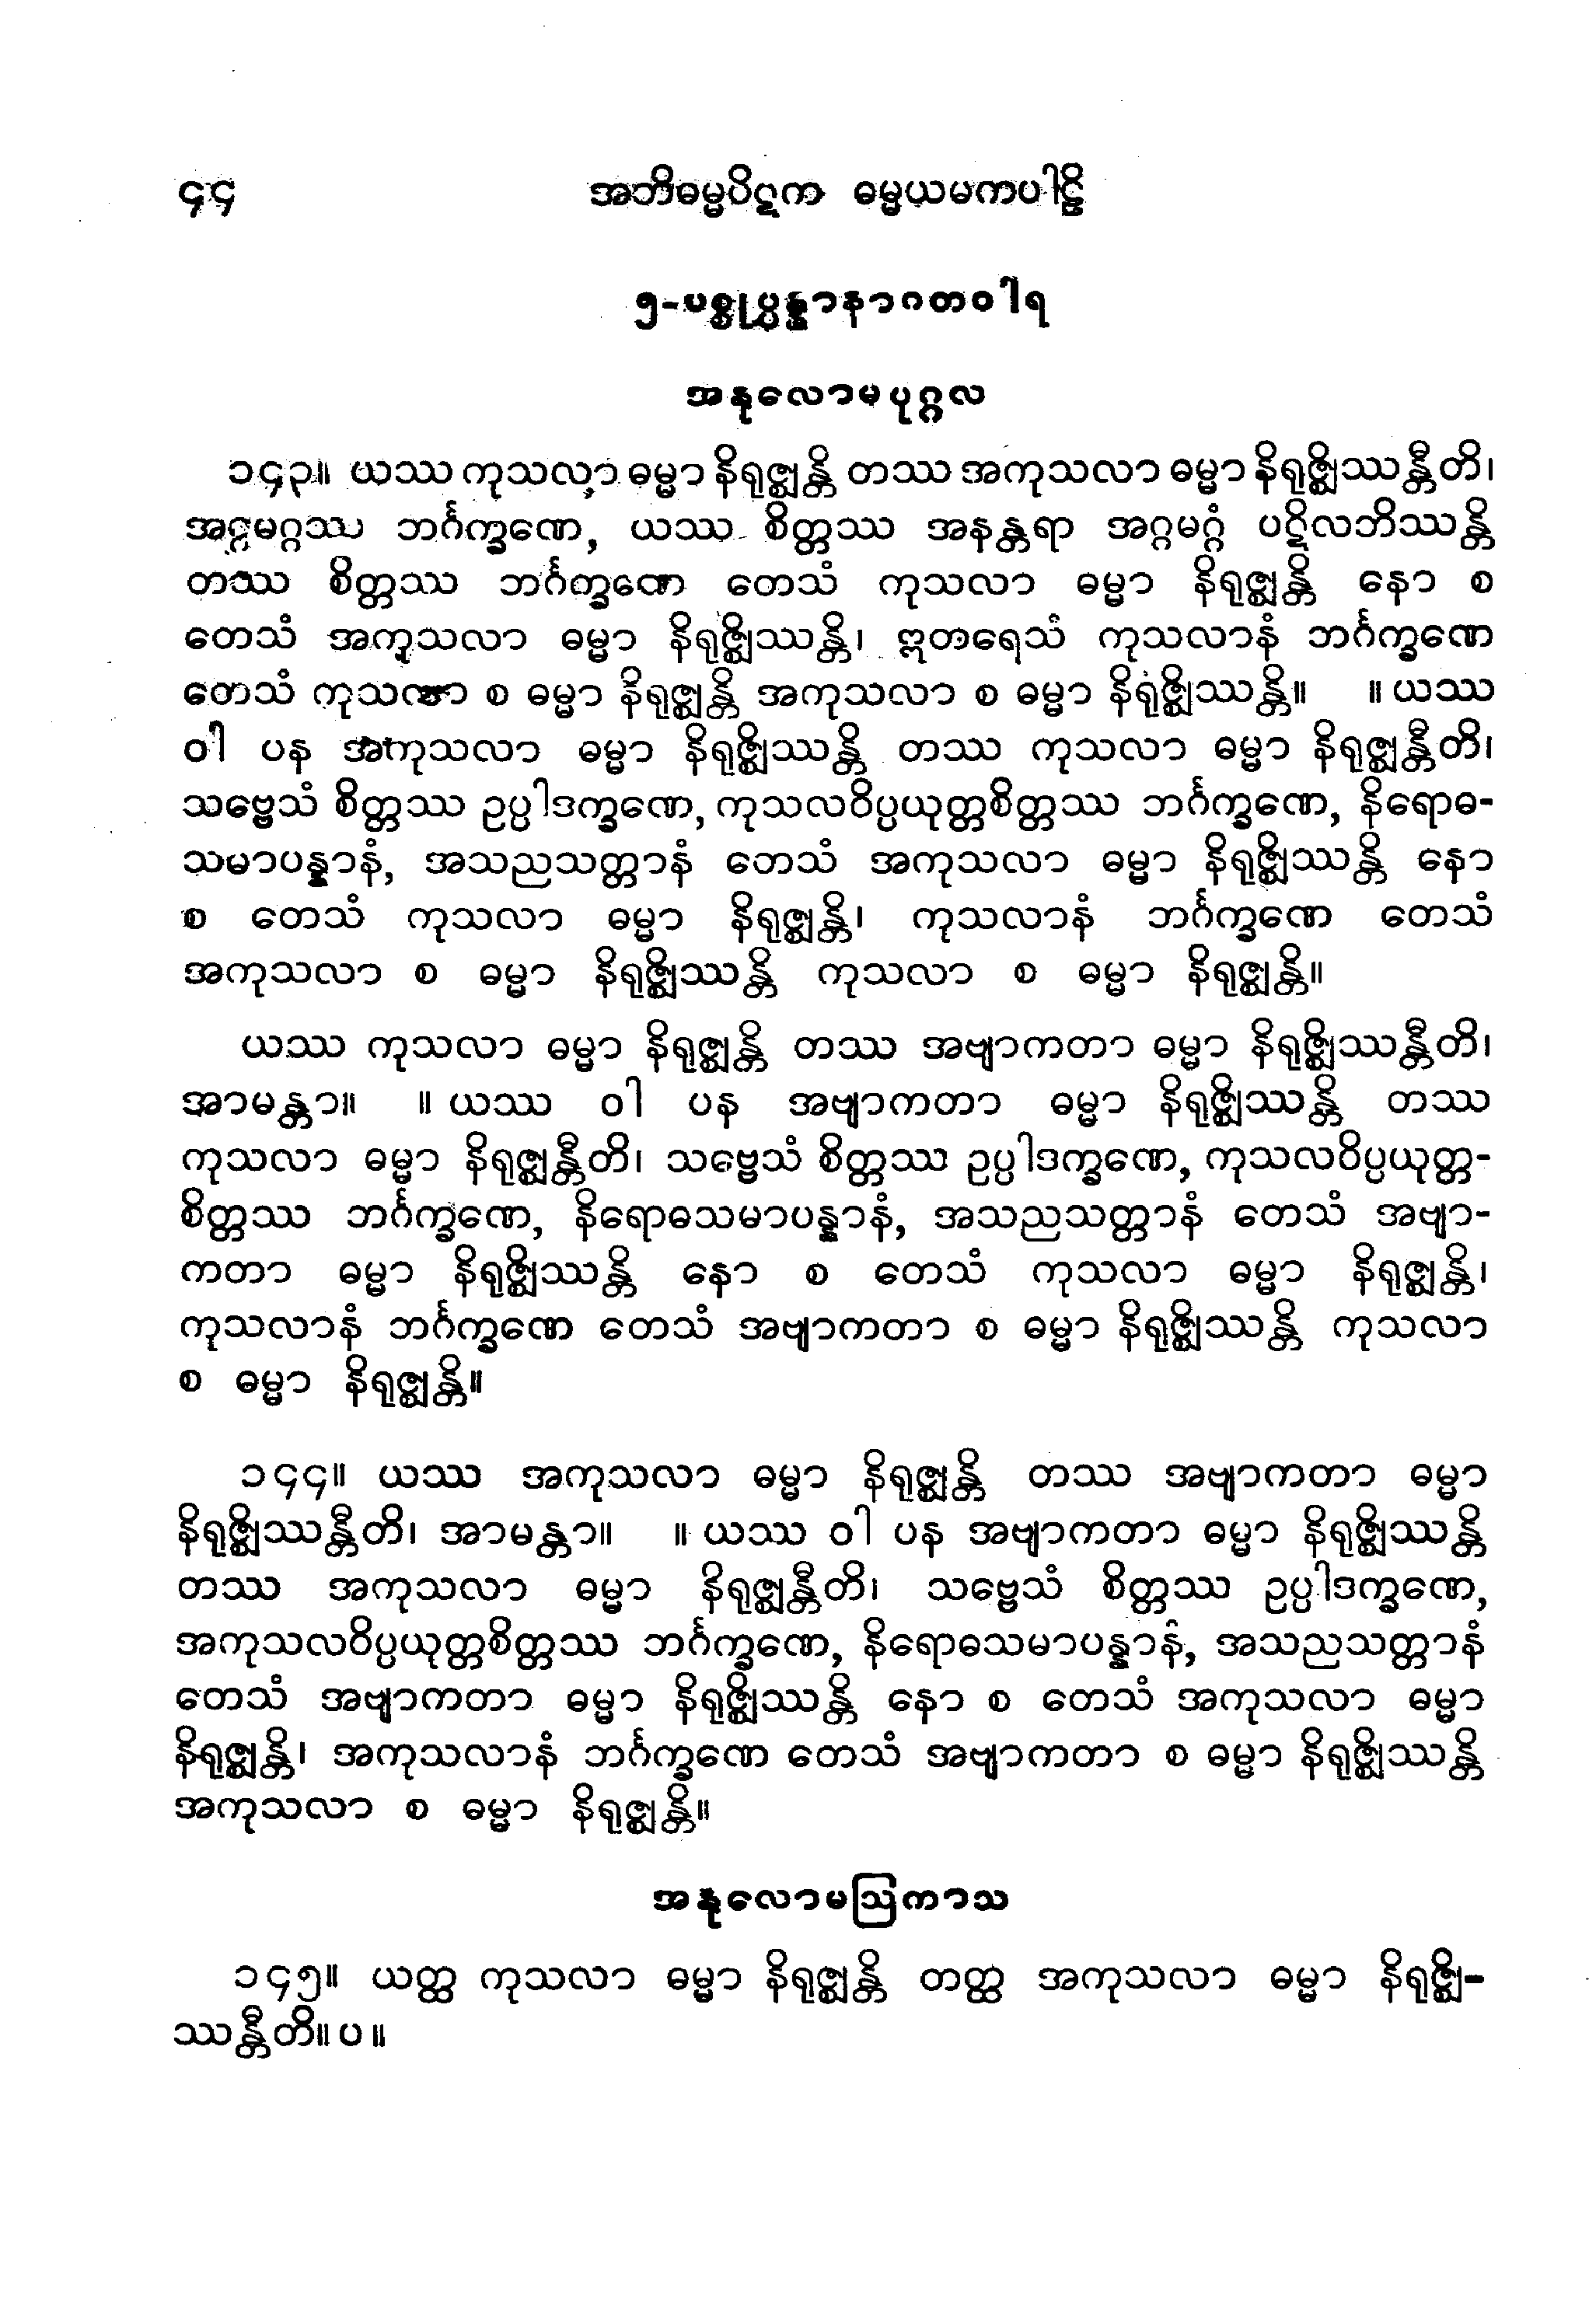 ၄၄ အဘိဓမ္မပိဋက ဓမ္မယမကပါဠိ
၅-ပစ္စုပ္ပန္နာနာဂတဝါရ
အနုလောမပုဂ္ဂလ
၁၄၃။ ယဿ ကုသလာ ဓမ္မာ နိရုဇ္ဈန္တိ တဿ အကုသလာ ဓမ္မာ နိရုဇ္ဈိဿန္တီတိ၊
အဂ္ဂမဂ္ဂဿ ဘင်္ဂက္ခဏေ, ယဿ စိတ္တဿ အနန္တရာ အဂ္ဂမဂ္ဂံ ပဋိလဘိဿန္တိ
တဿ စိတ္တဿ ဘင်္ဂက္ခဏေ တေသံ ကုသလာ ဓမ္မာ နိရုဇ္ဈန္တိ နော စ
တေသံ အကုသလာ ဓမ္မာ နိရုဇ္ဈိဿန္တိ၊ ဣတရေသံ ကုသလာနံ ဘင်္ဂက္ခဏေ
တေသံ ကုသလာ စ ဓမ္မာ နိရုဇ္ဈန္တိ အကုသလာ စ ဓမ္မာ နိရုဇ္ဈိဿန္တိ။ ။ ယဿ
ဝါ ပန အကုသလာ ဓမ္မာ နိရုဇ္ဈိဿန္တိ တဿ ကုသလာ ဓမ္မာ နိရုဇ္ဈန္တီတိ၊
သဗ္ဗေသံ စိတ္တဿ ဥပ္ပါဒက္ခဏေ, ကုသလဝိပ္ပယုတ္တစိတ္တဿ ဘင်္ဂက္ခဏေ, နိရောဓ-
သမာပန္နာနံ, အသညသတ္တာနံ တေသံ အကုသလာ ဓမ္မာ နိရုဇ္ဈိဿန္တိ နော
စ တေသံ ကုသလာ ဓမ္မာ နိရုဇ္ဈန္တိ၊ ကုသလာနံ ဘင်္ဂက္ခဏေ တေသံ
အကုသလာ စ ဓမ္မာ နိရုဇ္ဈိဿန္တိ ကုသလာ စ ဓမ္မာ နိရုဇ္ဈန္တိ။
ယဿ ကုသလာ ဓမ္မာ နိရုဇ္ဈန္တိ တဿ အဗျာကတာ ဓမ္မာ နိရုဇ္ဈိဿန္တီတိ၊
အာမန္တာ။ ။ ယဿ ဝါ ပန အဗျာကတာ ဓမ္မာ နိရုဇ္ဈိဿန္တိ တဿ
ကုသလာ ဓမ္မာ နိရုဇ္ဈန္တီတိ၊ သဗ္ဗေသံ စိတ္တဿ ဥပ္ပါဒက္ခဏေ, ကုသလဝိပ္ပယုတ္တ-
စိတ္တဿ ဘင်္ဂက္ခဏေ, နိရောဓသမာပန္နာနံ, အသညသတ္တာနံ တေသံ အဗျာ-
ကတာ ဓမ္မာ နိရုဇ္ဈိဿန္တိ နော စ တေသံ ကုသလာ ဓမ္မာ နိရုဇ္ဈန္တိ၊
ကုသလာနံ ဘင်္ဂက္ခဏေ တေသံ အဗျာကတာ စ ဓမ္မာ နိရုဇ္ဈိဿန္တိ ကုသလာ
စ ဓမ္မာ နိရုဇ္ဈန္တိ။
၁၄၄။ ယဿ အကုသလာ ဓမ္မာ နိရုဇ္ဈန္တိ တဿ အဗျာကတာ ဓမ္မာ
နိရုဇ္ဈိဿန္တီတိ၊ အာမန္တာ။ ။ ယဿ ဝါ ပန အဗျာကတာ ဓမ္မာ နိရုဇ္ဈိဿန္တိ
တဿ အကုသလာ ဓမ္မာ နိရုဇ္ဈန္တီတိ၊ သဗ္ဗေသံ စိတ္တဿ ဥပ္ပါဒက္ခဏေ,
အကုသလဝိပ္ပယုတ္တစိတ္တဿ ဘင်္ဂက္ခဏေ, နိရောဓသမာပန္နာနံ, အသညသတ္တာနံ
တေသံ အဗျာကတာ ဓမ္မာ နိရုဇ္ဈိဿန္တိ နော စ တေသံ အကုသလာ ဓမ္မာ
နိရုဇ္ဈန္တိ၊ အကုသလာနံ ဘင်္ဂက္ခဏေ တေသံ အဗျာကတာ စ ဓမ္မာ နိရုဇ္ဈိဿန္တိ
အကုသလာ စ ဓမ္မာ နိရုဇ္ဈန္တိ။
အနုလောမဩကာသ
၁၄၅။ ယတ္ထ ကုသလာ ဓမ္မာ နိရုဇ္ဈန္တိ တတ္ထ အကုသလာ ဓမ္မာ နိရုဇ္ဈိ-
ဿန္တီတိ။ ပ ။